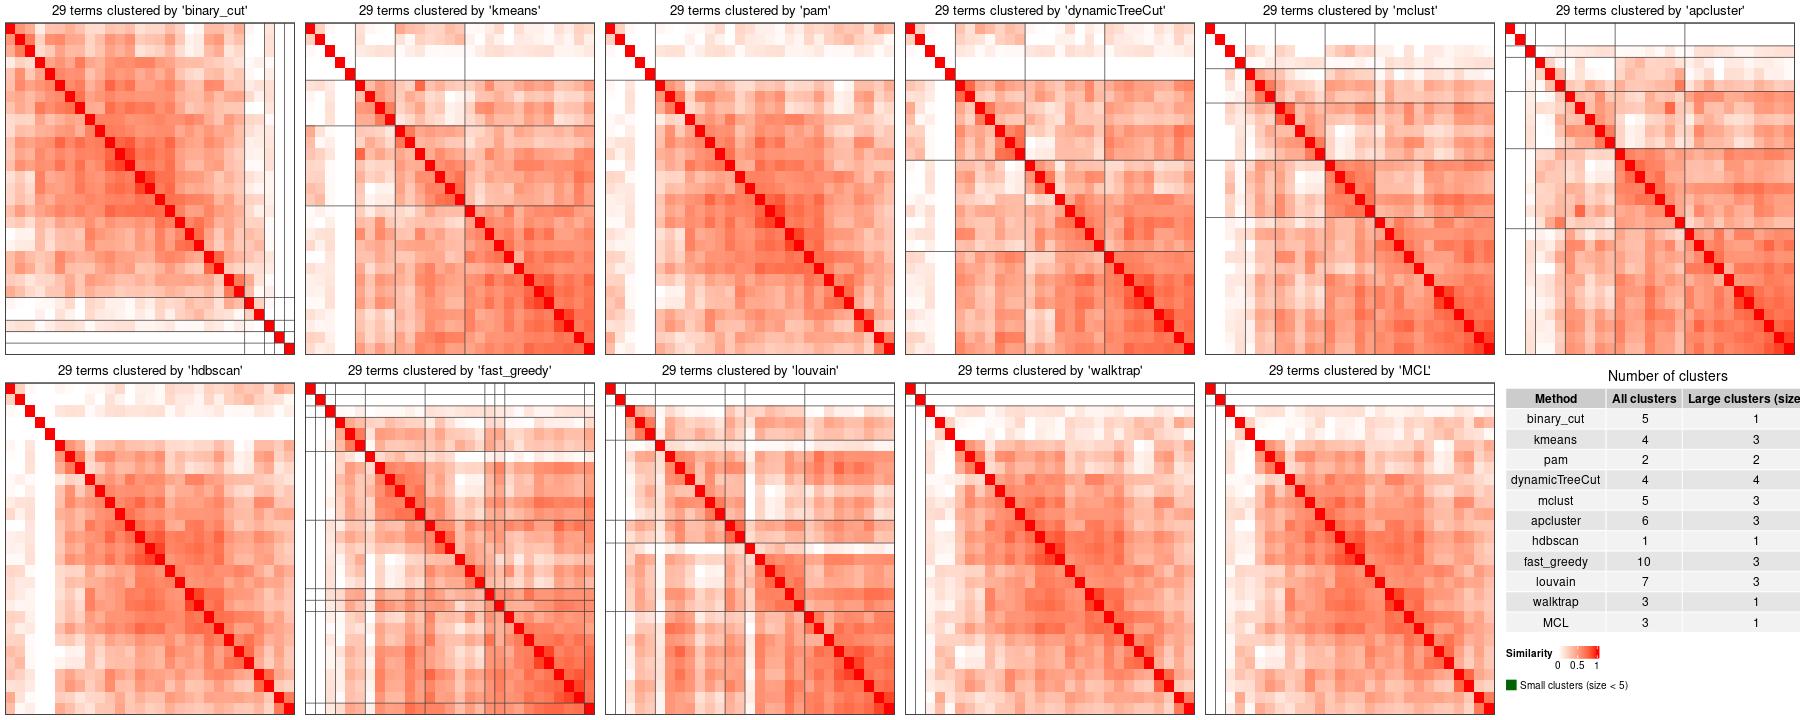 29 terms clustered by 'binary_cut'
29 terms clustered by 'kmeans'
29 terms clustered by 'pam'
29 terms clustered by 'dynamicTreeCut'
29 terms clustered by 'mclust'
29 terms clustered by 'apcluster'
29 terms clustered by 'hdbscan'
29 terms clustered by 'fast_greedy'
29 terms clustered by 'louvain'
29 terms clustered by 'walktrap'
29 terms clustered by 'MCL'
Number of clusters
Method All clusters Large clusters (size
binary_cut 5 1
kmeans 4 3
pam 2 2
dynamicTreeCut 4 4
mclust 5 3
apcluster 6 3
hdbscan 1 1
fast_greedy 10 3
louvain 7 3
walktrap 3 1
MCL 3 1
Similarity
0 0.5 1
Small clusters (size < 5)